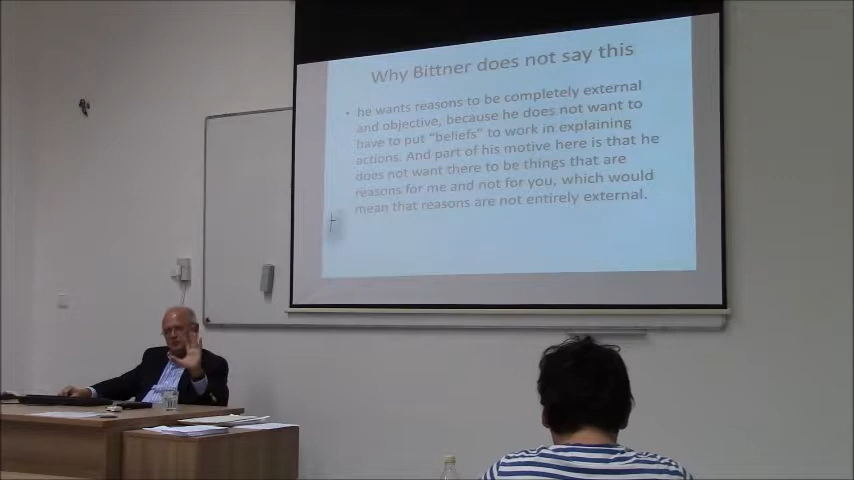 Why Bittner does not say this
• he wants reasons to be completely external
and objective, because he does not want to
have to put "beliefs" to work in explaining
actions. And part of his motive here is that he
does not want there to be things that are
reasons for me and not for you, which would
mean that reasons are not entirely external.